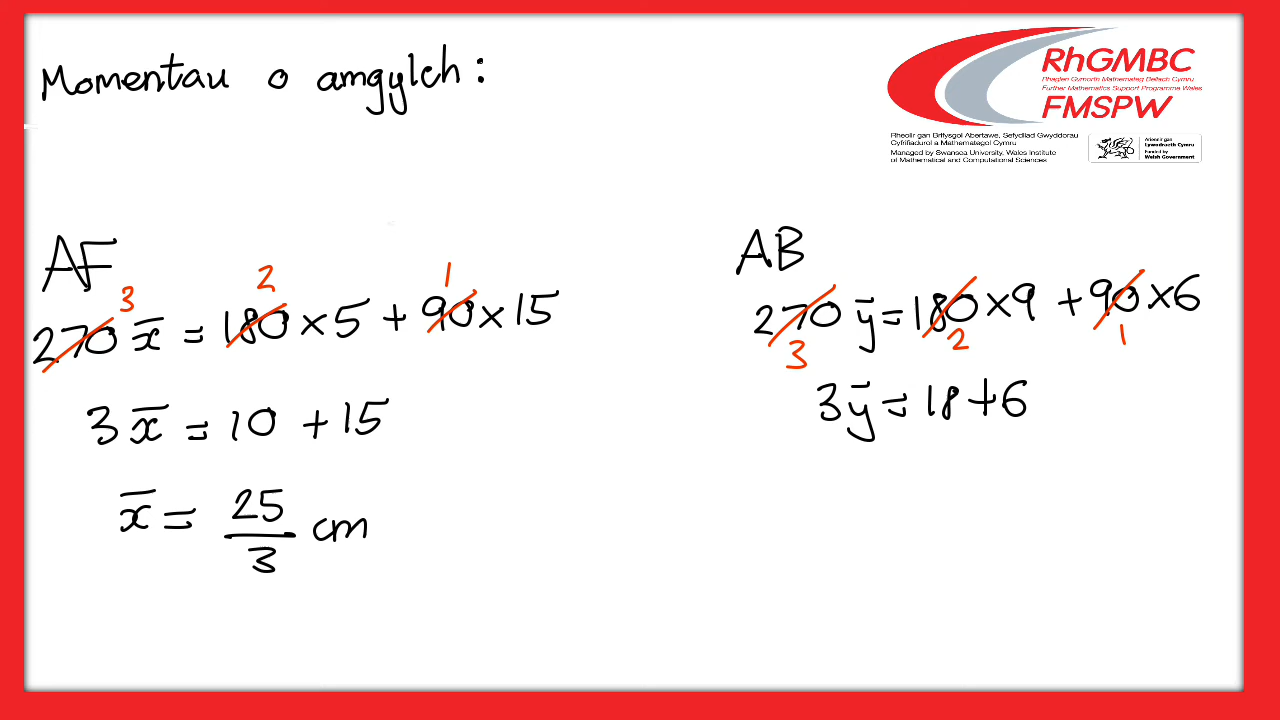 Momentau o amgylch:
RhGMBC
Rhaglen Gymorth Mathemateg Bellach Cymru
Further Mathematics Support Programme Wales
FMSPW
Rheolir gan Brifysgol Abertawe, Sefydliad Gwyddorau
Cyfrifiadurol a Mathemategol Cymru
Managed by Swansea University, Wales Institute
of Mathematical and Computational Sciences
Ariennir gan
Lywodraeth Cymru
Funded by
Welsh Government
AF
3 2 1
270 x̄ = 180 × 5 + 90 × 15
3x̄ = 10 + 15
x̄ = 25/3 cm
AB
270 ȳ = 180 × 9 + 90 × 6
3 2 1
3ȳ = 18 + 6